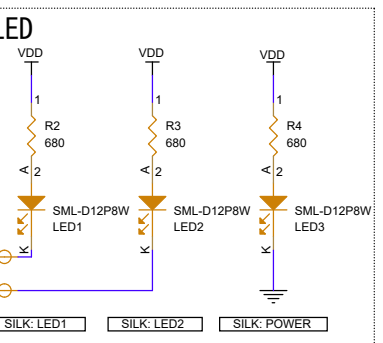 LED
VDD
VDD
VDD
1
1
1
R2
680
R3
680
R4
680
A
2
A
2
A
2
SML-D12P8W
LED1
SML-D12P8W
LED2
SML-D12P8W
LED3
K
K
K
SILK: LED1
SILK: LED2
SILK: POWER